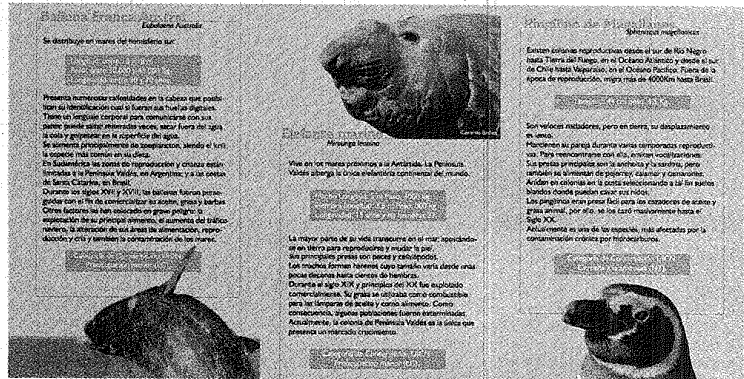 Ballena Franca Austral
Eubalaena Australis
Se distribuye en mares del hemisferio sur.
Presenta numerosas callosidades en la cabeza que posibi-
litan su identificación cual si fueran sus huellas digitales.
Tiene un lenguaje corporal para comunicarse con sus
pares: puede saltar reiteradas veces, sacar fuera del agua
la cola y golpetear en la superficie del agua.
Se alimenta principalmente de zooplancton, siendo el krill
la especie más común en su dieta.
En Sudamérica las zonas de reproducción y crianza están
limitadas a la Península Valdés, en Argentina; y a las costas
de Santa Catarina, en Brasil.
Durante los siglos XVII y XVIII, las ballenas fueron perse-
guidas con el fin de comercializar su aceite, grasa y barbas
Otros factores las han colocado en grave peligro: la
explotación de su principal alimento, el aumento del tráfico
naviero, la alteración de sus áreas de alimentación, repro-
ducción y cría y también la contaminación de los mares.
Elefante marino
Mirounga leonina
Vive en los mares próximos a la Antártida. La Península
Valdés alberga la única elefantería continental del mundo.
La mayor parte de su vida transcurre en el mar, apostándo-
se en tierra para reproducirse y mudar la piel.
Sus principales presas son peces y cefalópodos.
Los machos forman harenes cuyo tamaño varía desde unas
pocas decenas hasta cientos de hembras.
Durante el siglo XIX y principios del XX fue explotado
comercialmente. Su grasa se utilizaba como combustible
para las lámparas de aceite y como alimento. Como
consecuencia, algunas poblaciones fueron exterminadas.
Actualmente, la colonia de Península Valdés es la única que
presenta un marcado crecimiento.
Pingüino de Magallanes
Spheniscus magellanicus
Existen colonias reproductivas desde el sur de Río Negro
hasta Tierra del Fuego, en el Océano Atlántico y desde el sur
de Chile hasta Valparaíso, en el Océano Pacífico. Fuera de la
época de reproducción, migra más de 4000Km hasta Brasil.
Son veloces nadadores, pero en tierra, su desplazamiento
es lento.
Mantienen su pareja durante varias temporadas reproducti-
vas. Para reencontrarse con ella, emiten vocalizaciones.
Sus presas principales son la anchoíta y la sardina, pero
también se alimentan de pejerrey, calamar y camarones.
Anidan en colonias en la costa seleccionando a tal fin suelos
blandos donde puedan cavar sus nidos.
Los pingüinos eran presa fácil para los cazadores de aceite y
grasa animal, por ello, se los cazó masivamente hasta el
Siglo XX.
Actualmente es una de las especies, más afectadas por la
contaminación crónica por hidrocarburos.